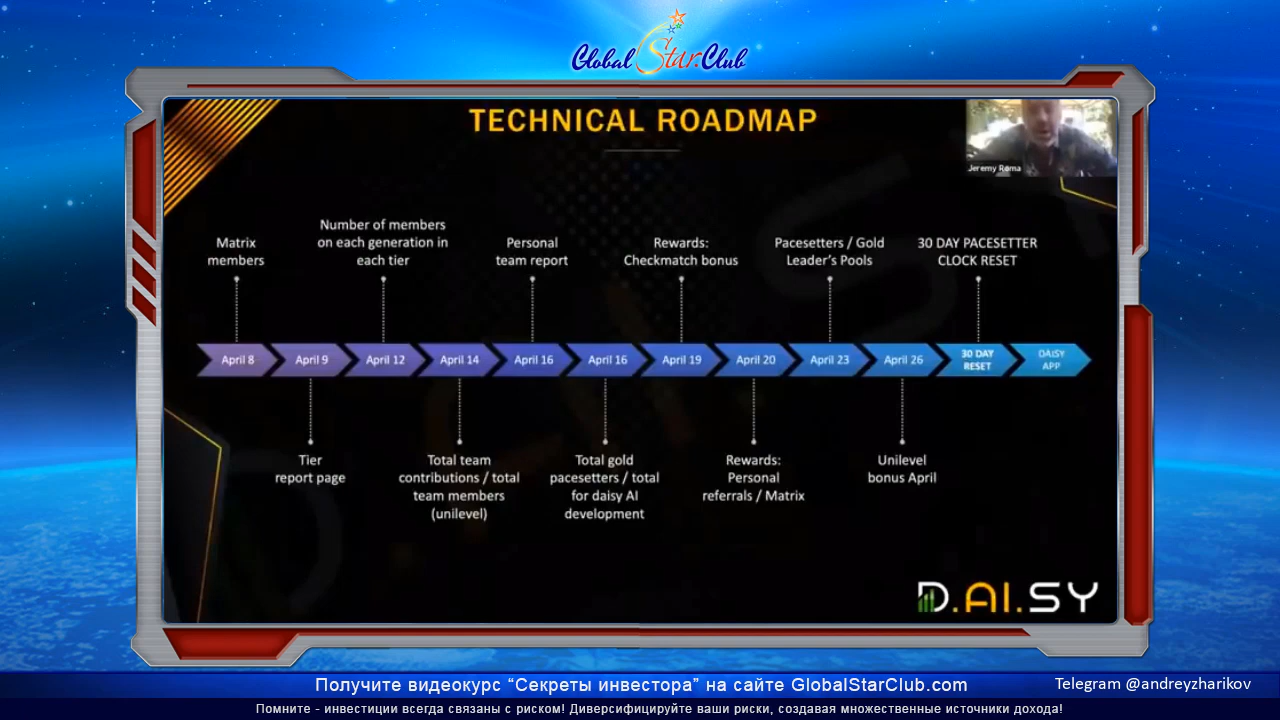 Global Star.Club
TECHNICAL ROADMAP
Jeremy Roma
Matrix
members
Number of members
on each generation in
each tier
Personal
team report
Rewards:
Checkmatch bonus
Pacesetters / Gold
Leader's Pools
30 DAY PACESETTER
CLOCK RESET
April 8
April 9
April 12
April 14
April 16
April 16
April 19
April 20
April 23
April 26
30 DAY
RESET
DAISY
APP
Tier
report page
Total team
contributions / total
team members
(unilevel)
Total gold
pacesetters / total
for daisy AI
development
Rewards:
Personal
referrals / Matrix
Unilevel
bonus April
D.AI.SY
Получите видеокурс “Секреты инвестора” на сайте GlobalStarClub.com
Telegram @andreyzharikov
Помните - инвестиции всегда связаны с риском! Диверсифицируйте ваши риски, создавая множественные источники дохода!